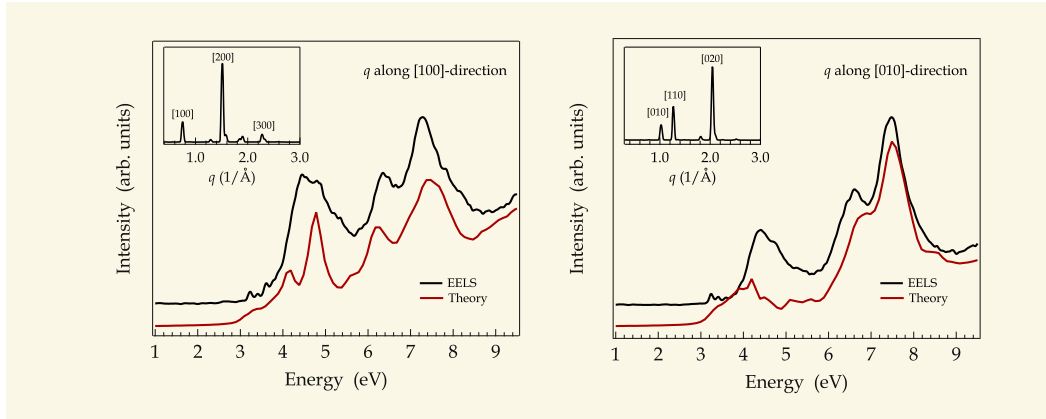 [200]
[100]
[300]
1.0 2.0 3.0
q (1/Å)
q along [100]-direction
Intensity (arb. units)
EELS
Theory
1 2 3 4 5 6 7 8 9
Energy (eV)
[020]
[110]
[010]
1.0 2.0 3.0
q (1/Å)
q along [010]-direction
Intensity (arb. units)
EELS
Theory
1 2 3 4 5 6 7 8 9
Energy (eV)